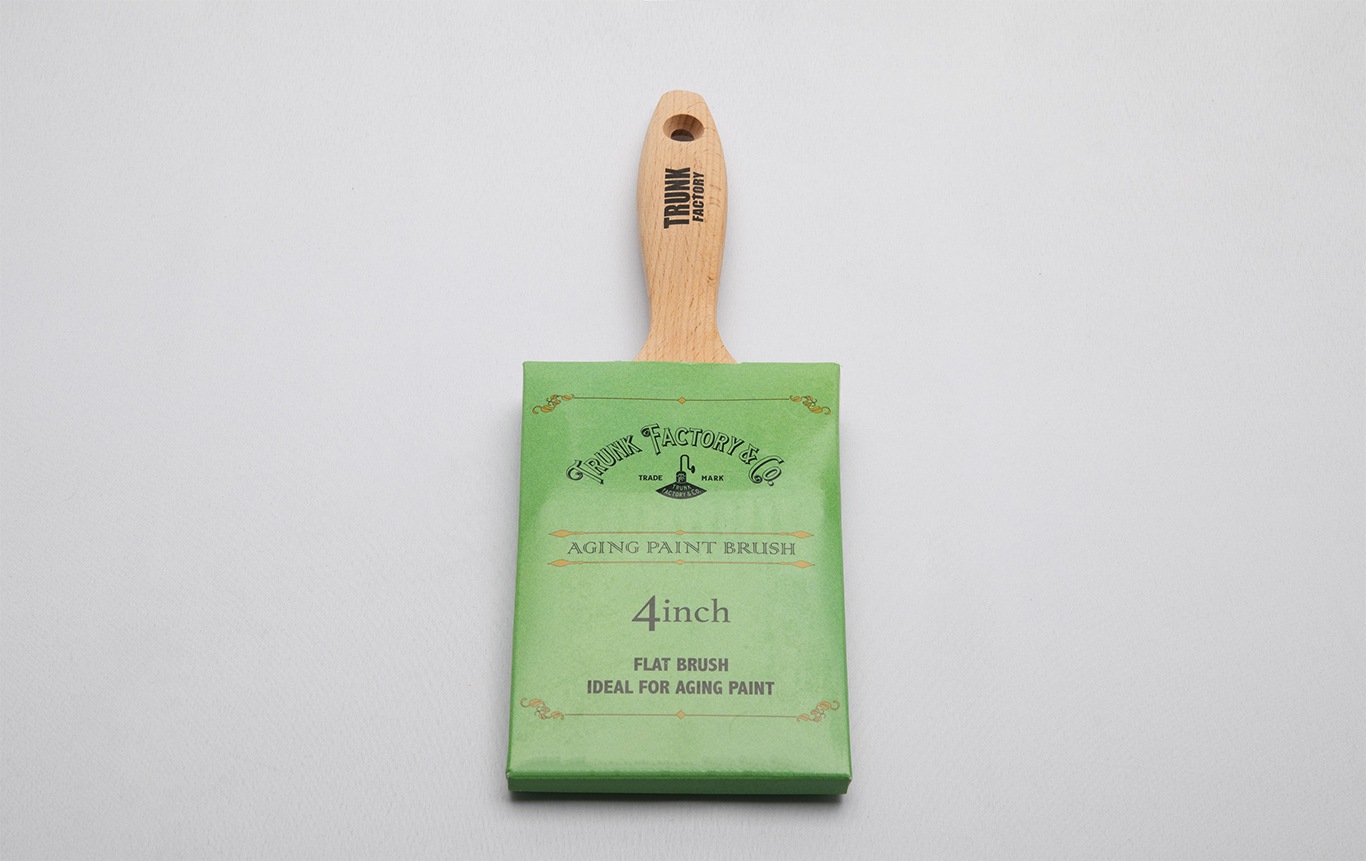 TRUNK
FACTORY
TRUNK FACTORY & CO.
TRADE MARK
TRUNK
FACTORY & CO.
AGING PAINT BRUSH
4inch
FLAT BRUSH
IDEAL FOR AGING PAINT